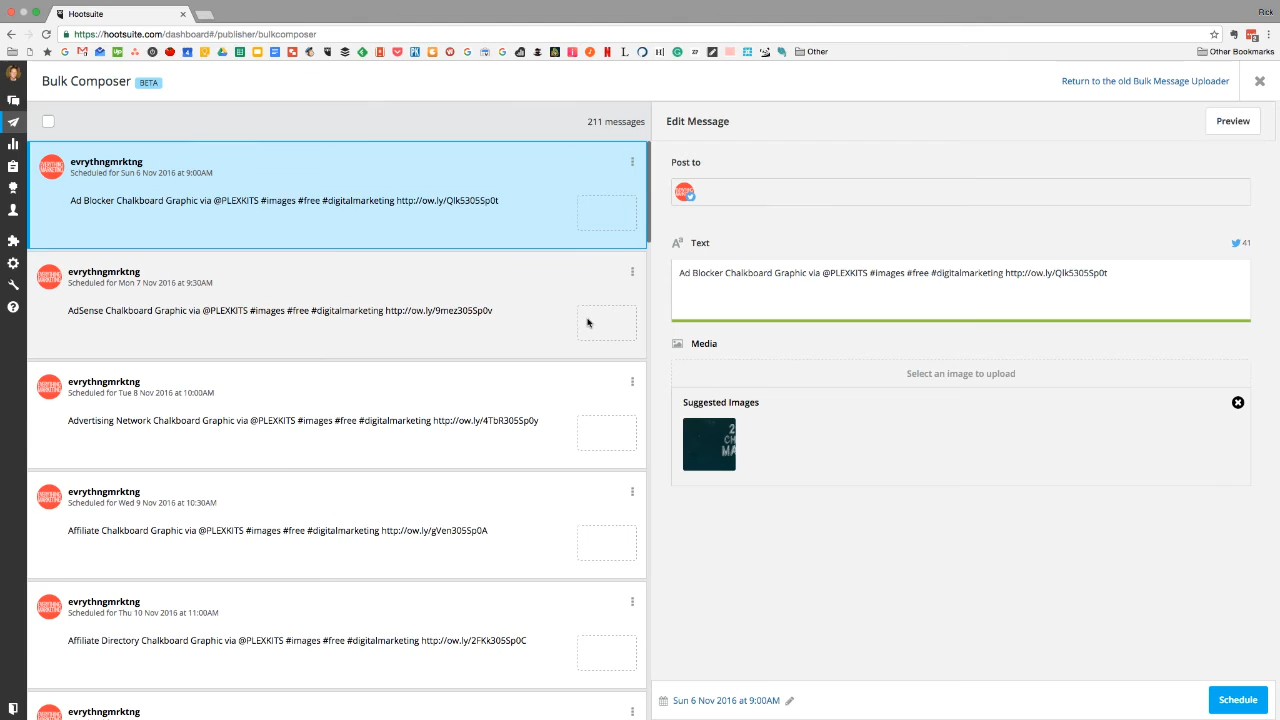 Hootsuite
Rick
https://hootsuite.com/dashboard#/publisher/bulkcomposer
Other
Other Bookmarks
Bulk Composer BETA
Return to the old Bulk Message Uploader
211 messages
evrythngmrktng
Scheduled for Sun 6 Nov 2016 at 9:00AM
Ad Blocker Chalkboard Graphic via @PLEXKITS #images #free #digitalmarketing http://ow.ly/Qlk5305Sp0t
evrythngmrktng
Scheduled for Mon 7 Nov 2016 at 9:30AM
AdSense Chalkboard Graphic via @PLEXKITS #images #free #digitalmarketing http://ow.ly/9mez305Sp0v
evrythngmrktng
Scheduled for Tue 8 Nov 2016 at 10:00AM
Advertising Network Chalkboard Graphic via @PLEXKITS #images #free #digitalmarketing http://ow.ly/4TbR305Sp0y
evrythngmrktng
Scheduled for Wed 9 Nov 2016 at 10:30AM
Affiliate Chalkboard Graphic via @PLEXKITS #images #free #digitalmarketing http://ow.ly/gVen305Sp0A
evrythngmrktng
Scheduled for Thu 10 Nov 2016 at 11:00AM
Affiliate Directory Chalkboard Graphic via @PLEXKITS #images #free #digitalmarketing http://ow.ly/2FKk305Sp0C
evrythngmrktng
Edit Message
Preview
Post to
Text
41
Ad Blocker Chalkboard Graphic via @PLEXKITS #images #free #digitalmarketing http://ow.ly/Qlk5305Sp0t
Media
Select an image to upload
Suggested Images
2
CH
MA
Sun 6 Nov 2016 at 9:00AM
Schedule